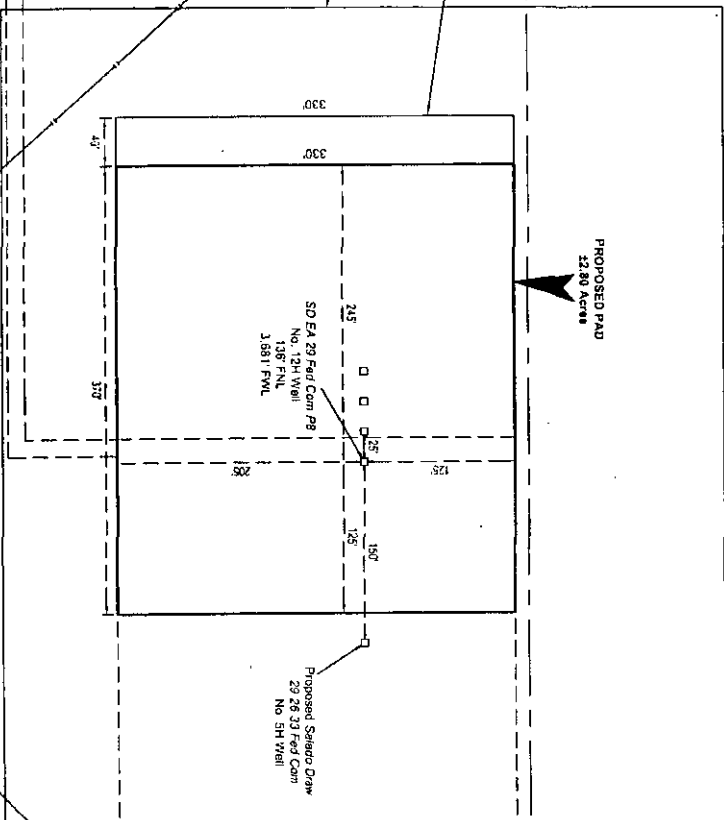 PROPOSED PAD
±2.80 Acres
330'
330'
40'
370'
245'
SD EA 29 Fed Com P8
No. 12H Well
136' FNL
3,681' FWL
25'
125'
205'
125'
150'
Proposed Salado Draw
29 26 33 Fed Com
No. 5H Well